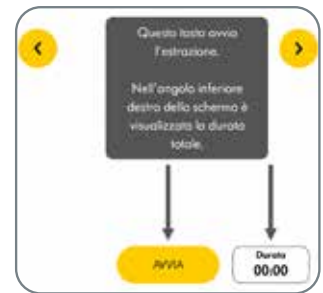 Questo tasto avvia
l'estrazione.
Nell'angolo inferiore
destro dello schermo è
visualizzata la durata
totale.
AVVIA
Durata
00:00